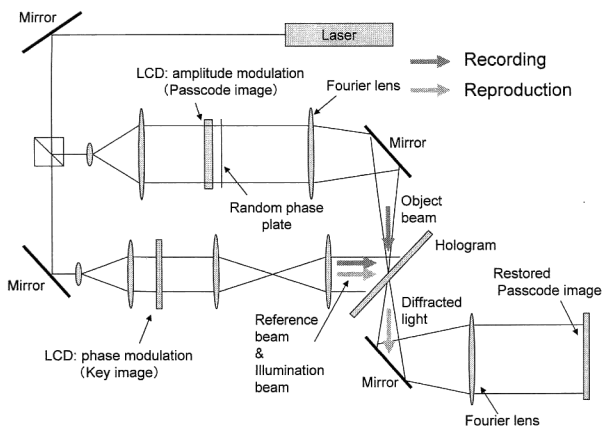 Mirror
Laser
LCD: amplitude modulation
(Passcode image)
Fourier lens
Recording
Reproduction
Mirror
Random phase
plate
Object
beam
Hologram
Mirror
Restored
Passcode image
Reference
beam
&
Illumination
beam
Diffracted
light
LCD: phase modulation
(Key image)
Mirror
Fourier lens